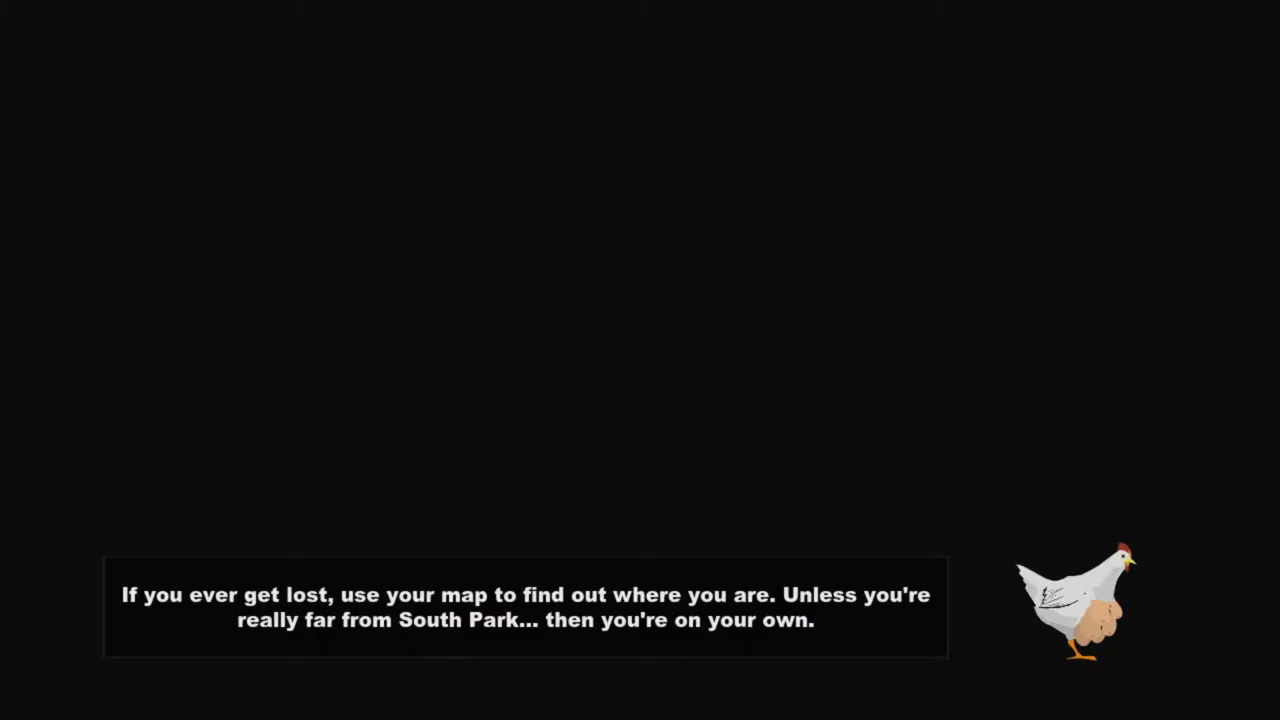 If you ever get lost, use your map to find out where you are. Unless you're
really far from South Park... then you're on your own.